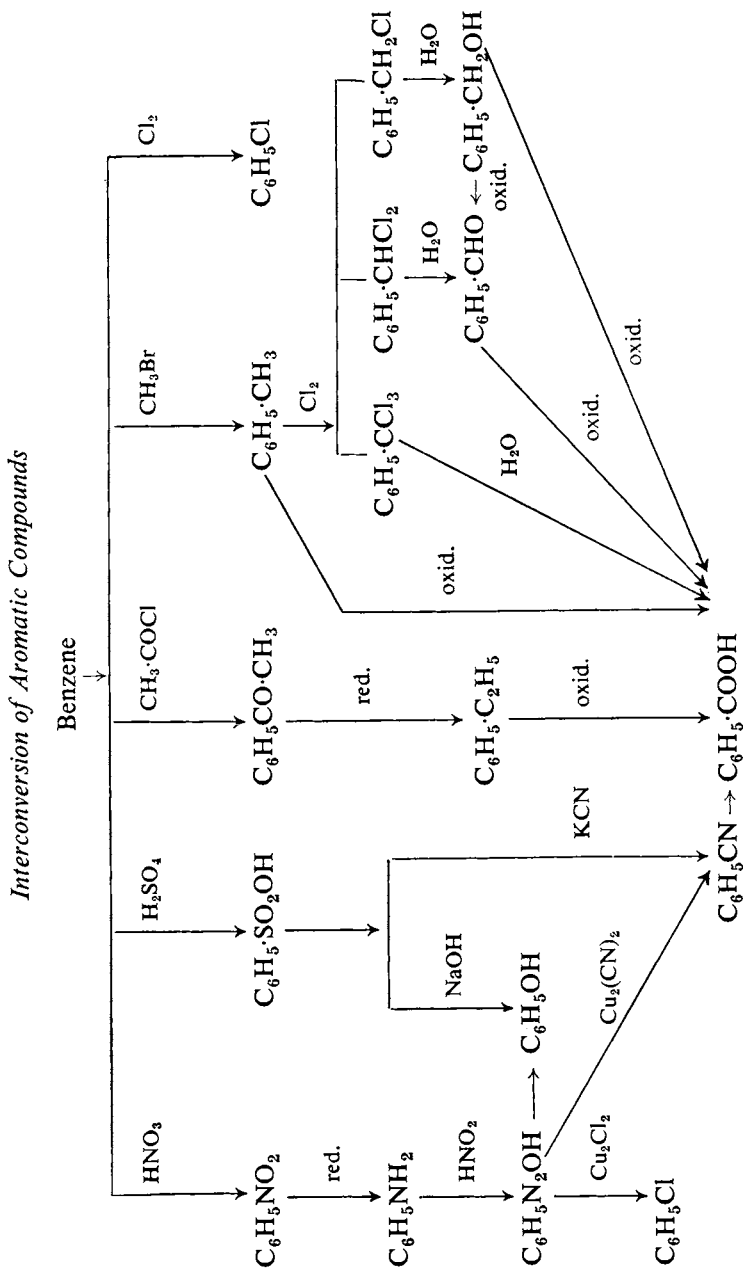 Interconversion of Aromatic Compounds
Benzene
HNO₃
H₂SO₄
CH₃·COCl
CH₃Br
Cl₂
C₆H₅NO₂
C₆H₅·SO₂OH
C₆H₅CO·CH₃
C₆H₅·CH₃
C₆H₅Cl
red.
red.
Cl₂
C₆H₅NH₂
C₆H₅·CCl₃
C₆H₅·CHCl₂
C₆H₅·CH₂Cl
HNO₂
NaOH
H₂O
H₂O
C₆H₅·C₂H₅
C₆H₅·CHO ← C₆H₅·CH₂OH
oxid.
C₆H₅N₂OH → C₆H₅OH
Cu₂Cl₂
Cu₂(CN)₂
KCN
oxid.
oxid.
H₂O
oxid.
oxid.
C₆H₅Cl
C₆H₅CN → C₆H₅·COOH